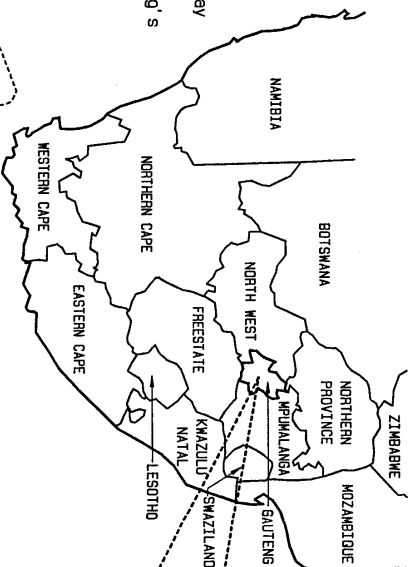 ay
g's
NAMIBIA
BOTSWANA
ZIMBABWE
MOZAMBIQUE
NORTHERN
PROVINCE
NORTH WEST
MPUMALANGA
GAUTENG
SWAZILAND
FREESTATE
KWAZULU
NATAL
LESOTHO
NORTHERN CAPE
EASTERN CAPE
WESTERN CAPE